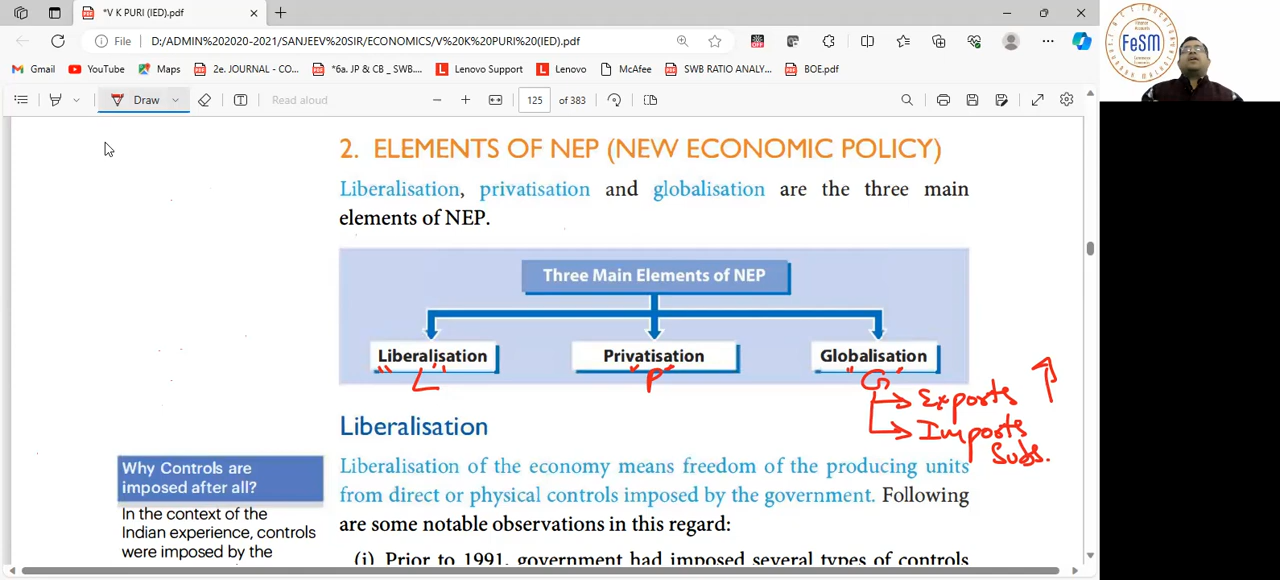 *V K PURI (IED).pdf
File
D:/ADMIN%202020-2021/SANJEEV SIR/ECONOMICS/V%20K%20PURI(IED).pdf
Gmail
YouTube
Maps
2e. JOURNAL - CO...
*6a. JP & CB _ SWB...
Lenovo Support
Lenovo
McAfee
SWB RATIO ANALY...
BOE.pdf
Draw
Read aloud
125
of 383
FeSM
2. ELEMENTS OF NEP (NEW ECONOMIC POLICY)
Liberalisation, privatisation and globalisation are the three main
elements of NEP.
Three Main Elements of NEP
Liberalisation
Privatisation
Globalisation
L
P
G
Exports
Imports
Subs.
Liberalisation
Liberalisation of the economy means freedom of the producing units
from direct or physical controls imposed by the government. Following
are some notable observations in this regard:
(i) Prior to 1991, government had imposed several types of controls
Why Controls are
imposed after all?
In the context of the
Indian experience, controls
were imposed by the